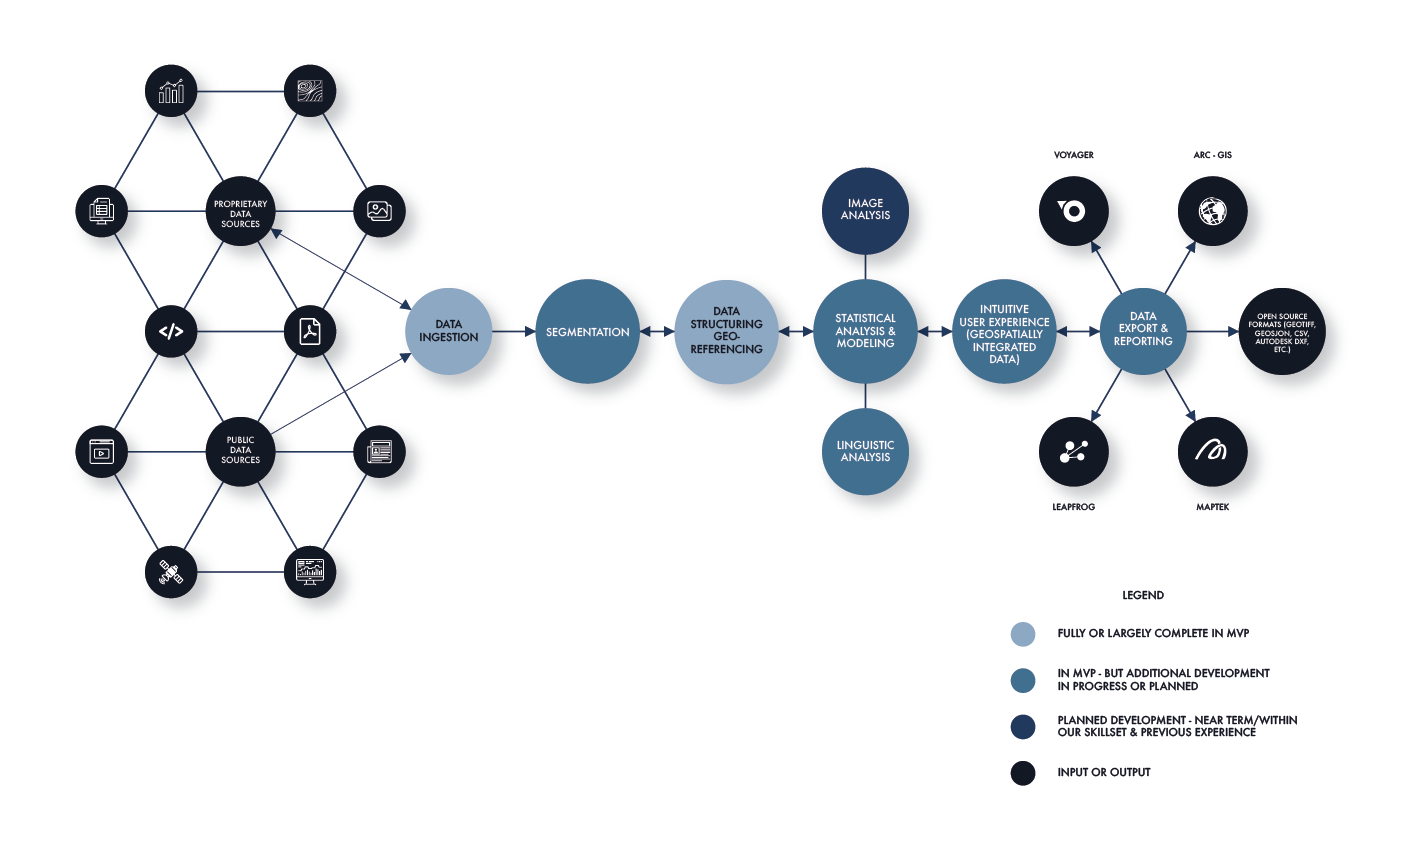 PROPRIETARY
DATA
SOURCES
PUBLIC
DATA
SOURCES
DATA
INGESTION
SEGMENTATION
DATA
STRUCTURING
GEO-
REFERENCING
IMAGE
ANALYSIS
STATISTICAL
ANALYSIS &
MODELING
LINGUISTIC
ANALYSIS
INTUITIVE
USER EXPERIENCE
(GEOSPATIALLY
INTEGRATED
DATA)
DATA
EXPORT &
REPORTING
VOYAGER
ARC - GIS
OPEN SOURCE
FORMATS (GEOTIFF,
GEOSJON, CSV,
AUTODESK DXF,
ETC.)
LEAPFROG
MAPTEK
LEGEND
FULLY OR LARGELY COMPLETE IN MVP
IN MVP - BUT ADDITIONAL DEVELOPMENT
IN PROGRESS OR PLANNED
PLANNED DEVELOPMENT - NEAR TERM/WITHIN
OUR SKILLSET & PREVIOUS EXPERIENCE
INPUT OR OUTPUT